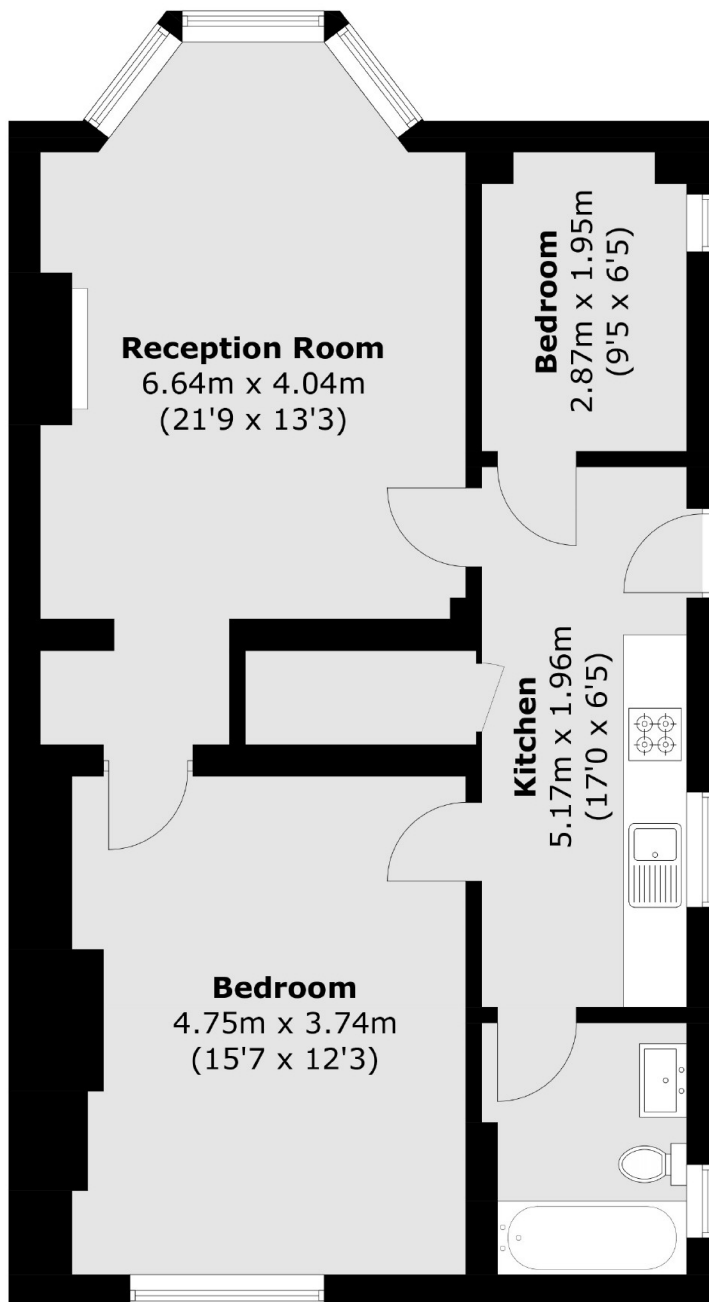 Reception Room
6.64m x 4.04m
(21'9 x 13'3)
Bedroom
2.87m x 1.95m
(9'5 x 6'5)
Kitchen
5.17m x 1.96m
(17'0 x 6'5)
Bedroom
4.75m x 3.74m
(15'7 x 12'3)